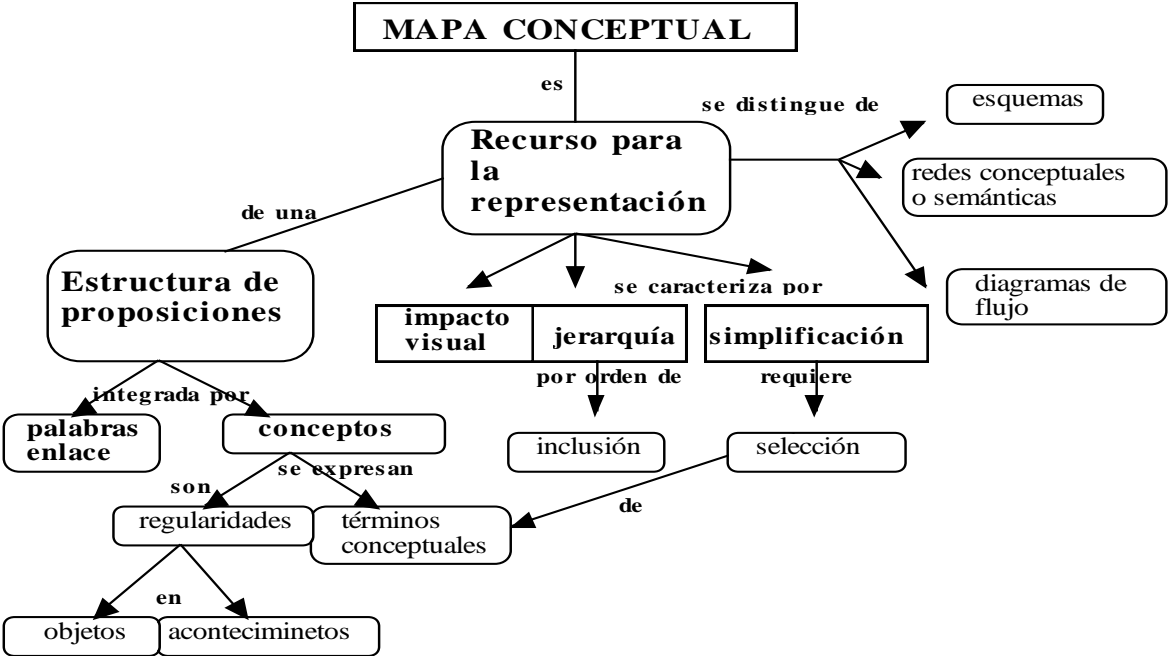 MAPA CONCEPTUAL
es
se distingue de
esquemas
Recurso para
la
representación
redes conceptuales
o semánticas
de una
Estructura de
proposiciones
diagramas de
flujo
se caracteriza por
impacto
visual
jerarquía
simplificación
por orden de
requiere
integrada por
palabras
enlace
conceptos
inclusión
selección
se expresan
son
de
regularidades
términos
conceptuales
en
objetos
aconteciminetos